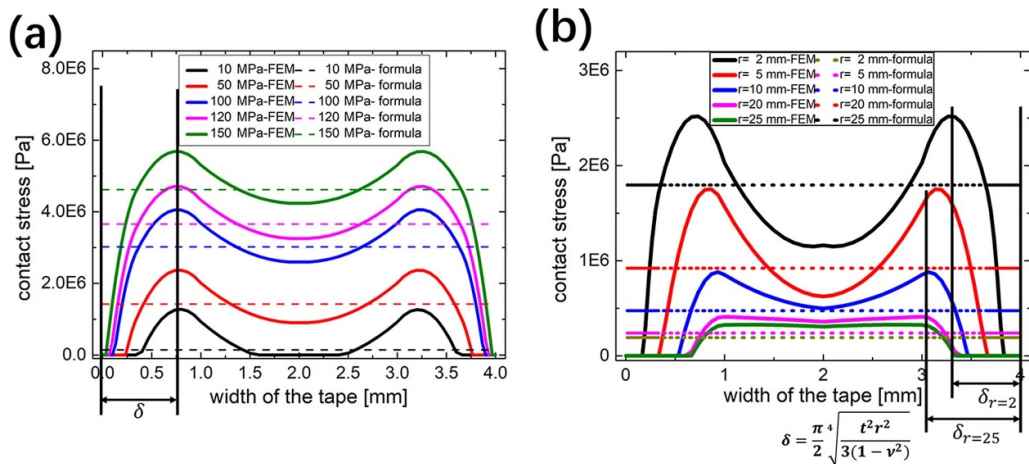 (a)
8.0E6
6.0E6
4.0E6
2.0E6
0.0
contact stress [Pa]
10 MPa-FEM 10 MPa- formula
50 MPa-FEM 50 MPa- formula
100 MPa-FEM 100 MPa- formula
120 MPa-FEM 120 MPa- formula
150 MPa-FEM 150 MPa- formula
0.0 0.5 1.0 1.5 2.0 2.5 3.0 3.5 4.0
δ
width of the tape [mm]
(b)
3E6
2E6
1E6
0
contact stress [Pa]
r= 2 mm-FEM r= 2 mm-formula
r= 5 mm-FEM r= 5 mm-formula
r=10 mm-FEM r=10 mm-formula
r=20 mm-FEM r=20 mm-formula
r=25 mm-FEM r=25 mm-formula
0 1 2 3 4
width of the tape [mm]
δr=2
δr=25
δ = π/2 ⁴√(t²r²/3(1 − ν²))